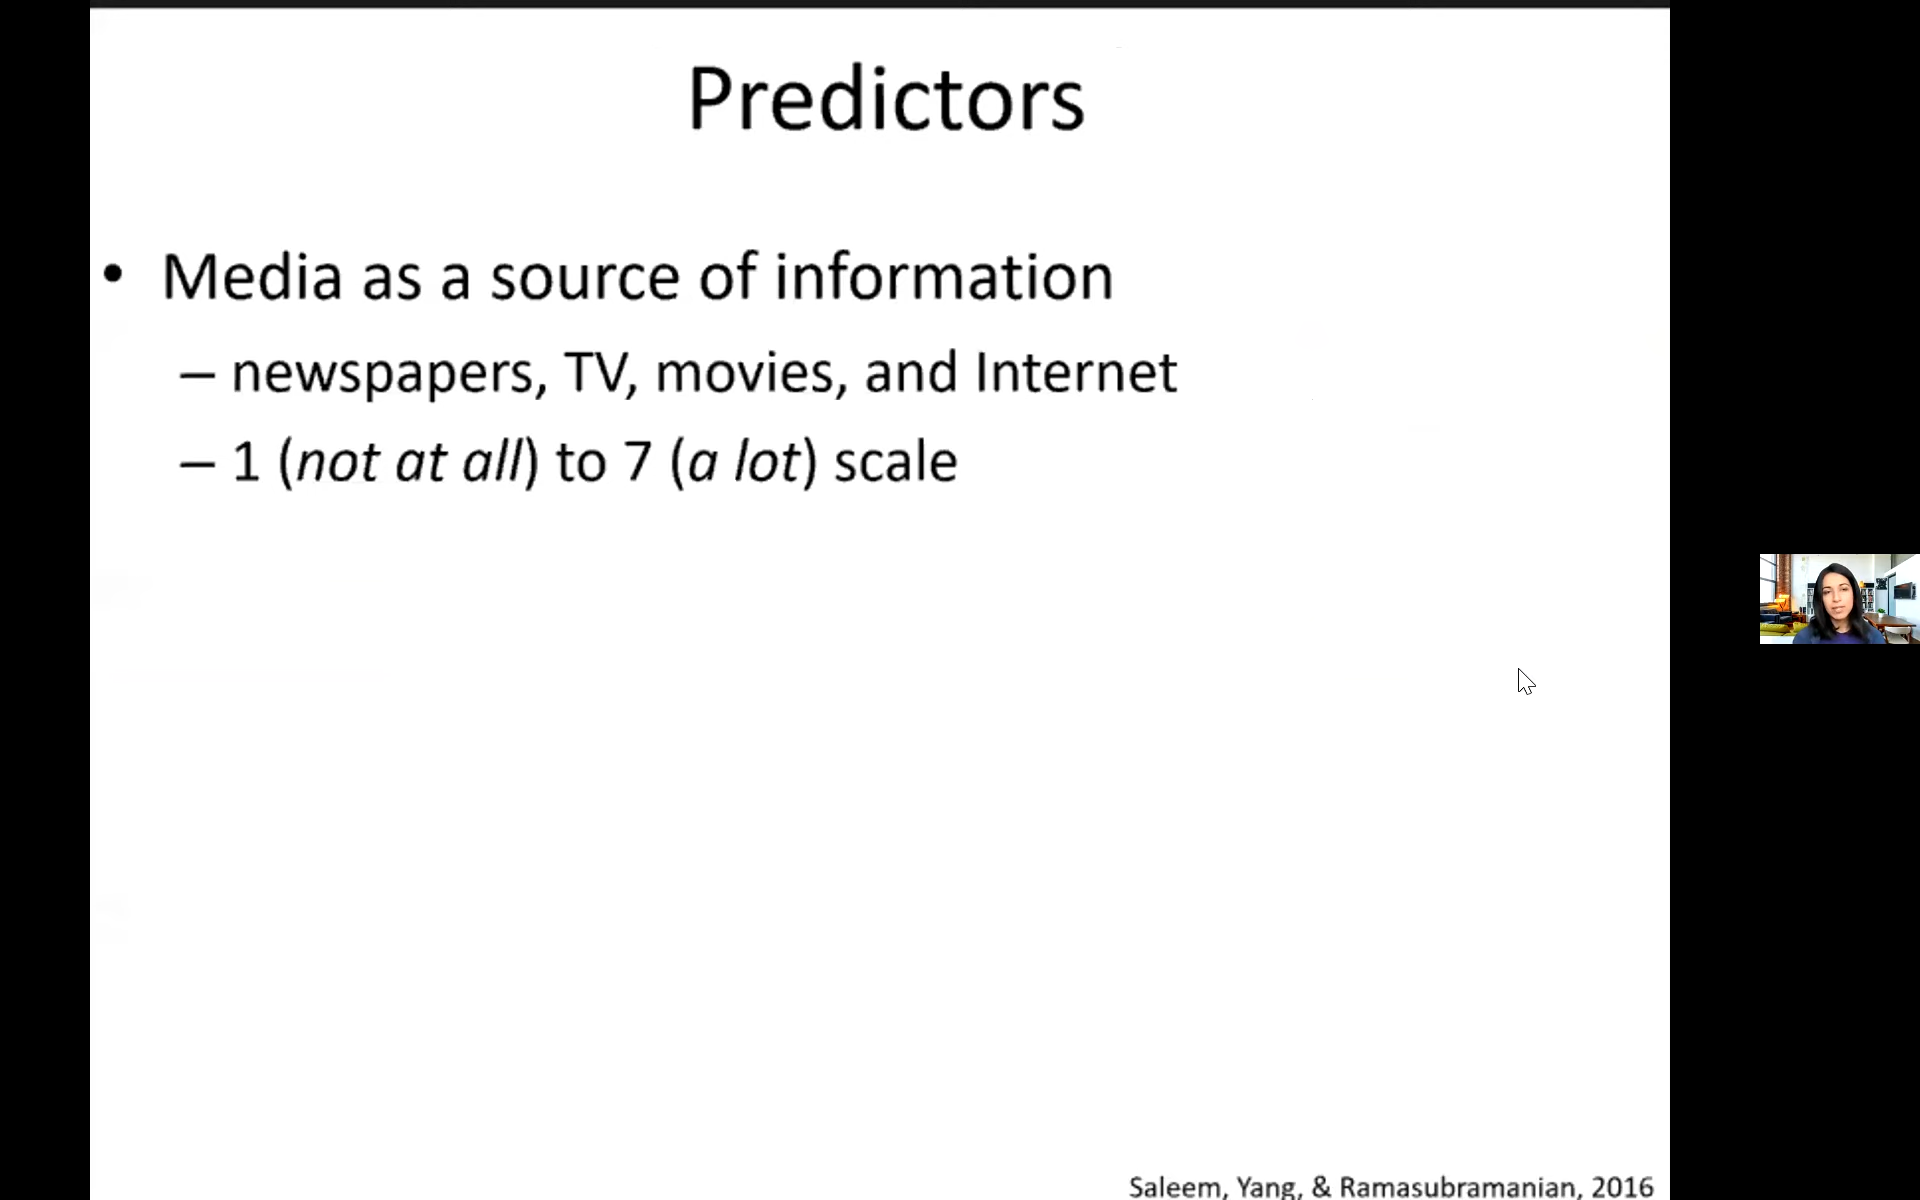 Predictors
• Media as a source of information
– newspapers, TV, movies, and Internet
– 1 (not at all) to 7 (a lot) scale
Saleem, Yang, & Ramasubramanian, 2016